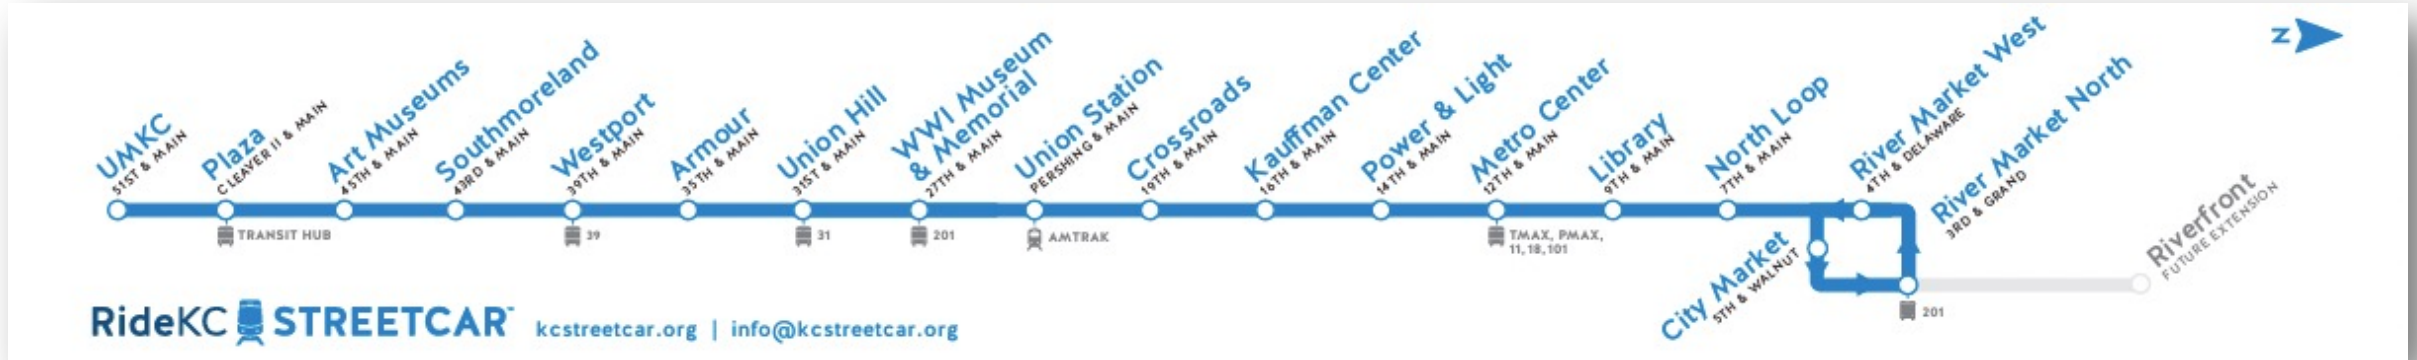 UMKC
51ST & MAIN
Plaza
CLEAVER II & MAIN
TRANSIT HUB
Art Museums
45TH & MAIN
Southmoreland
43RD & MAIN
Westport
39TH & MAIN
39
Armour
35TH & MAIN
Union Hill
31ST & MAIN
31
WWI Museum
& Memorial
27TH & MAIN
201
Union Station
PERSHING & MAIN
AMTRAK
Crossroads
19TH & MAIN
Kauffman Center
16TH & MAIN
Power & Light
14TH & MAIN
Metro Center
12TH & MAIN
TMAX, PMAX,
11, 18, 101
Library
9TH & MAIN
North Loop
7TH & MAIN
River Market West
4TH & DELAWARE
River Market North
3RD & GRAND
201
City Market
5TH & WALNUT
Riverfront
FUTURE EXTENSION
N
RideKC STREETCAR™ kcstreetcar.org | info@kcstreetcar.org